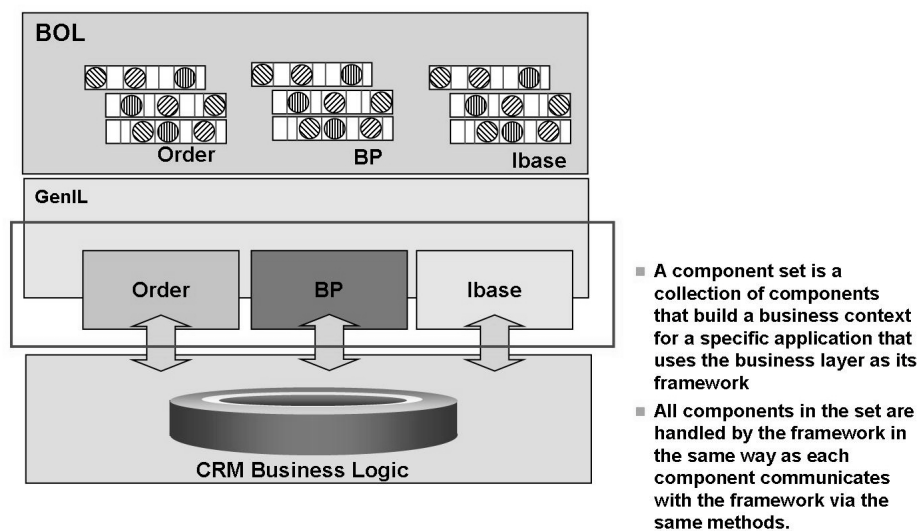 BOL
Order
BP
Ibase
GenIL
Order
BP
Ibase
CRM Business Logic
A component set is a
collection of components
that build a business context
for a specific application that
uses the business layer as its
framework
All components in the set are
handled by the framework in
the same way as each
component communicates
with the framework via the
same methods.